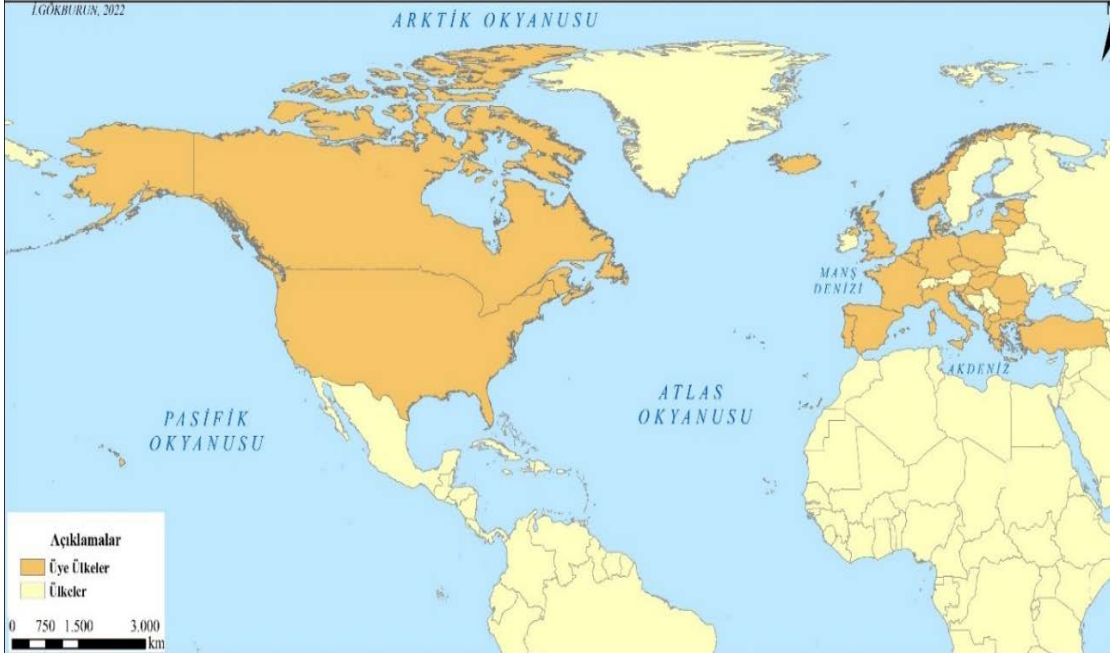 İ.GÖKBURUN, 2022
ARKTİK OKYANUSU
MANŞ
DENİZİ
AKDENİZ
ATLAS
OKYANUSU
PASİFİK
OKYANUSU
Açıklamalar
Üye Ülkeler
Ülkeler
0 750 1.500 3.000
km